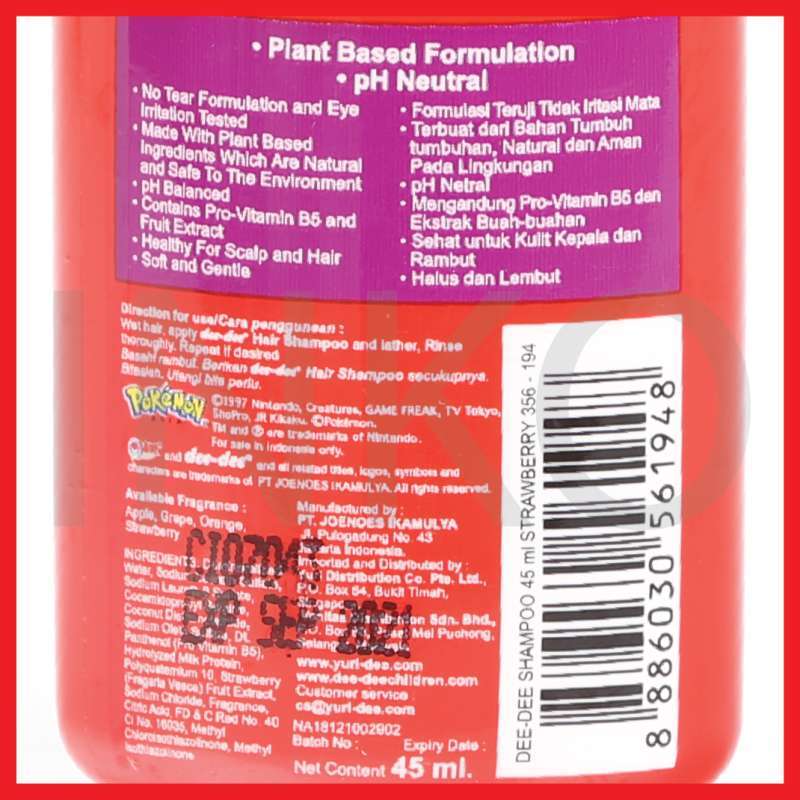 • Plant Based Formulation
• pH Neutral
• No Tear Formulation and Eye
Irritation Tested
• Made With Plant Based
Ingredients Which Are Natural
and Safe To The Environment
• pH Balanced
• Contains Pro-Vitamin B5 and
Fruit Extract
• Healthy For Scalp and Hair
• Soft and Gentle
• Formulasi Teruji Tidak Iritasi Mata
• Terbuat dari Bahan Tumbuh
tumbuhan, Natural dan Aman
Pada Lingkungan
• pH Netral
• Mengandung Pro-Vitamin B5 dan
Ekstrak Buah-buahan
• Sehat untuk Kulit Kepala dan
Rambut
• Halus dan Lembut
Direction for use/Cara penggunaan :
Wet hair, apply dee-dee Hair Shampoo and lather, Rinse
thoroughly. Repeat if desired
Basahi rambut. Berikan dee-dee Hair Shampoo secukupnya.
Bilaslan. Ulangi bila perlu.
POKéMON
©1997 Nintendo, Creatures, GAME FREAK, TV Tokyo,
ShoPro, JR Kikaku. ©Pokémon.
TM and ® are trademarks of Nintendo.
For sale in Indonesia only.
and dee-dee and all related titles, logos, symbols and
characters are trademarks of PT JOENOES IKAMULYA. All rights reserved.
Available Fragrance :
Apple, Grape, Orange,
Strawberry
INGREDIENTS:
Water,
Sodium
Coconut
Sodium
Panthenol (Pro Vitamin B5),
Hydrolyzed Milk Protein,
Polyquaternium 10, Strawberry
(Fragaria Vesca) Fruit Extract,
Sodium Chloride, Fragrance,
Citric Acid, FD & C Red No 40
CI No. 16035, Methyl
Chloroisothiazolinone, Methyl
Isothiazolinone
Manufactured by :
PT. JOENOES IKAMULYA
Jl. Pulogadung No. 43
Indonesia.
and Distributed by :
Distribution Co. Pte. Ltd.,
P.O. Box 54, Bukit Timah,
Sdn. Bhd.,
P.O. Box Puchong,
www.yuri-dee.com
www.dee-deechildren.com
Customer service :
cs@yuri-dee.com
NA18121002902
Batch No :
Expiry Date :
EXP SEP 2021
Net Content 45 ml.
DEE-DEE SHAMPOO 45 ml STRAWBERRY 356 - 194
8 886030 561948
INKO